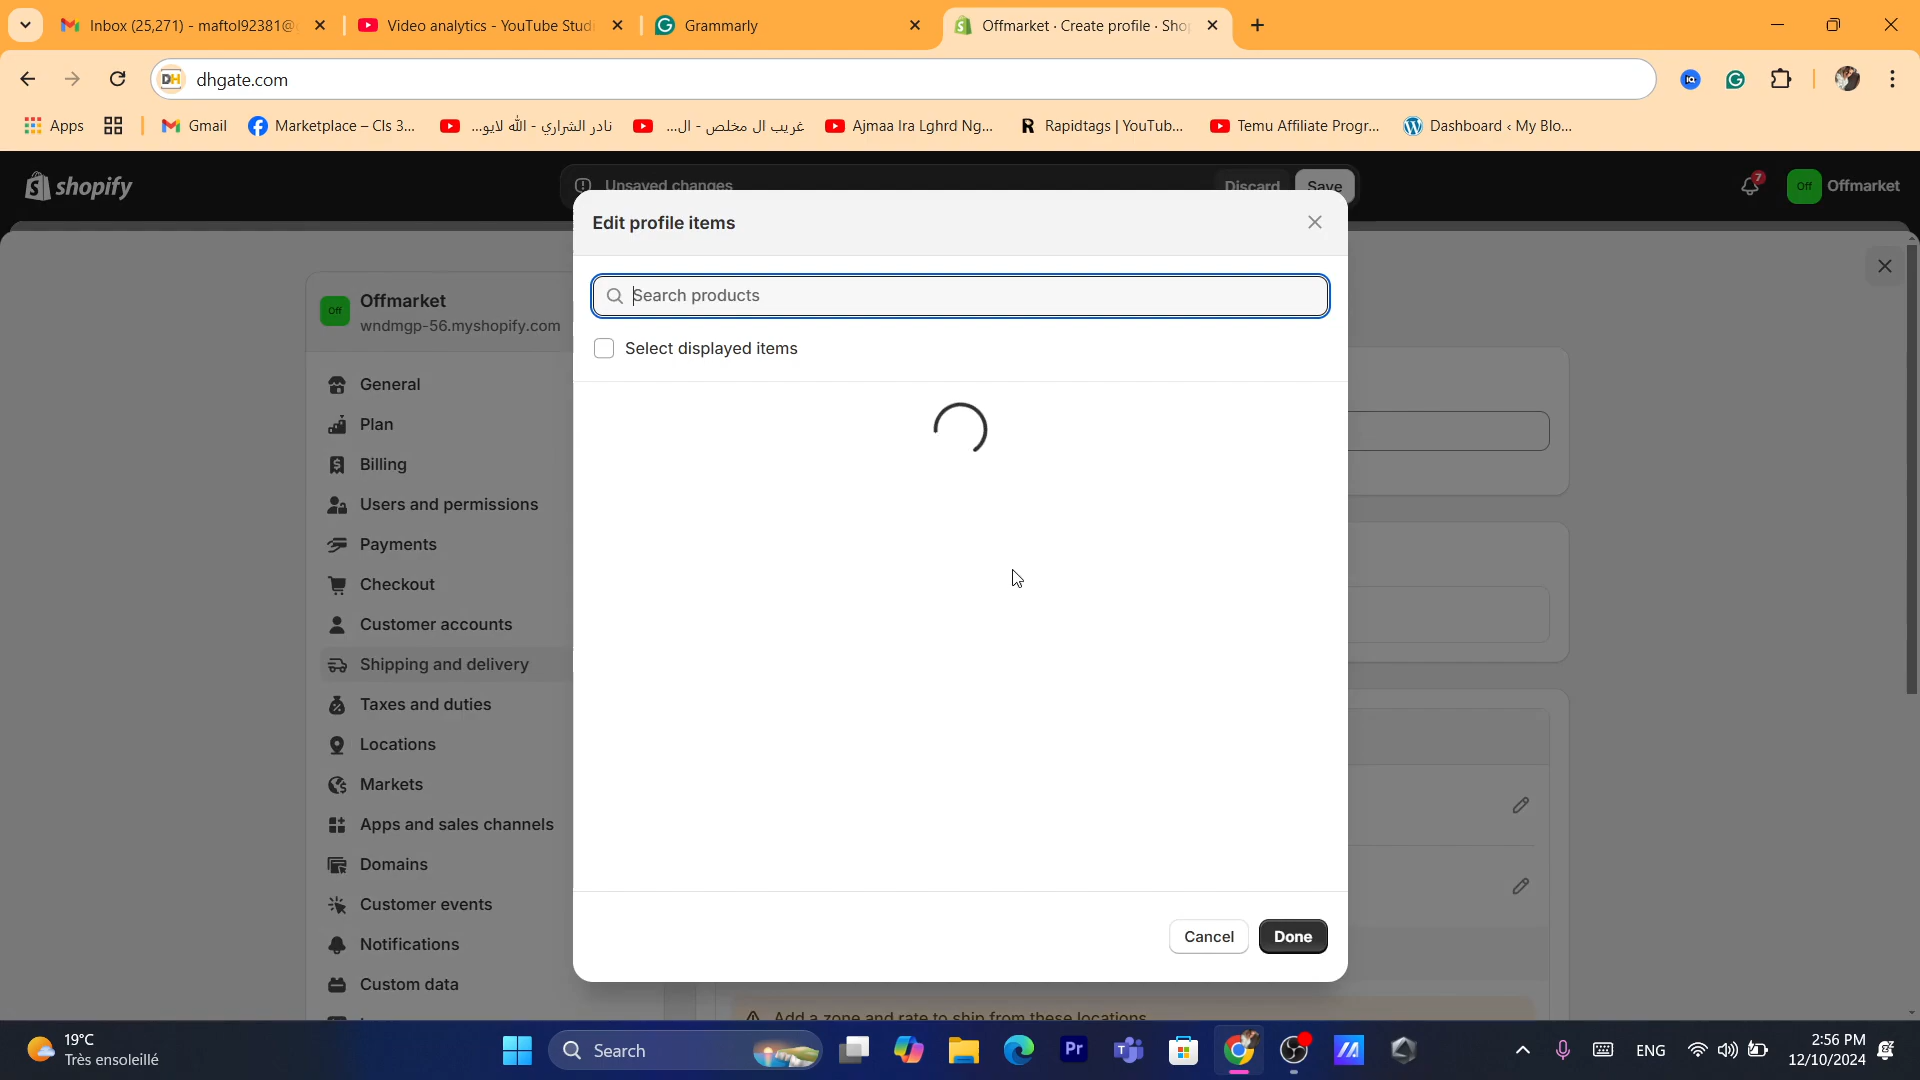 Inbox (25,271) - maftol92381@
Video analytics - YouTube Studi
Grammarly
Offmarket · Create profile · Sho
dhgate.com
Apps
Gmail
Marketplace – Cls 3...
نادر الشراري - الله لايو...
غريب ال مخلص - ال...
Ajmaa Ira Lghrd Ng...
Rapidtags | YouTub...
Temu Affiliate Progr...
Dashboard ‹ My Blo...
shopify
Unsaved changes
Discard
Save
7
Off
Offmarket
Edit profile items
Search products
Select displayed items
Cancel
Done
Off
Offmarket
wndmgp-56.myshopify.com
General
Plan
Billing
Users and permissions
Payments
Checkout
Customer accounts
Shipping and delivery
Taxes and duties
Locations
Markets
Apps and sales channels
Domains
Customer events
Notifications
Custom data
Add a zone and rate to ship from these locations
19°C
Très ensoleillé
Search
Pr
ENG
2:56 PM
12/10/2024